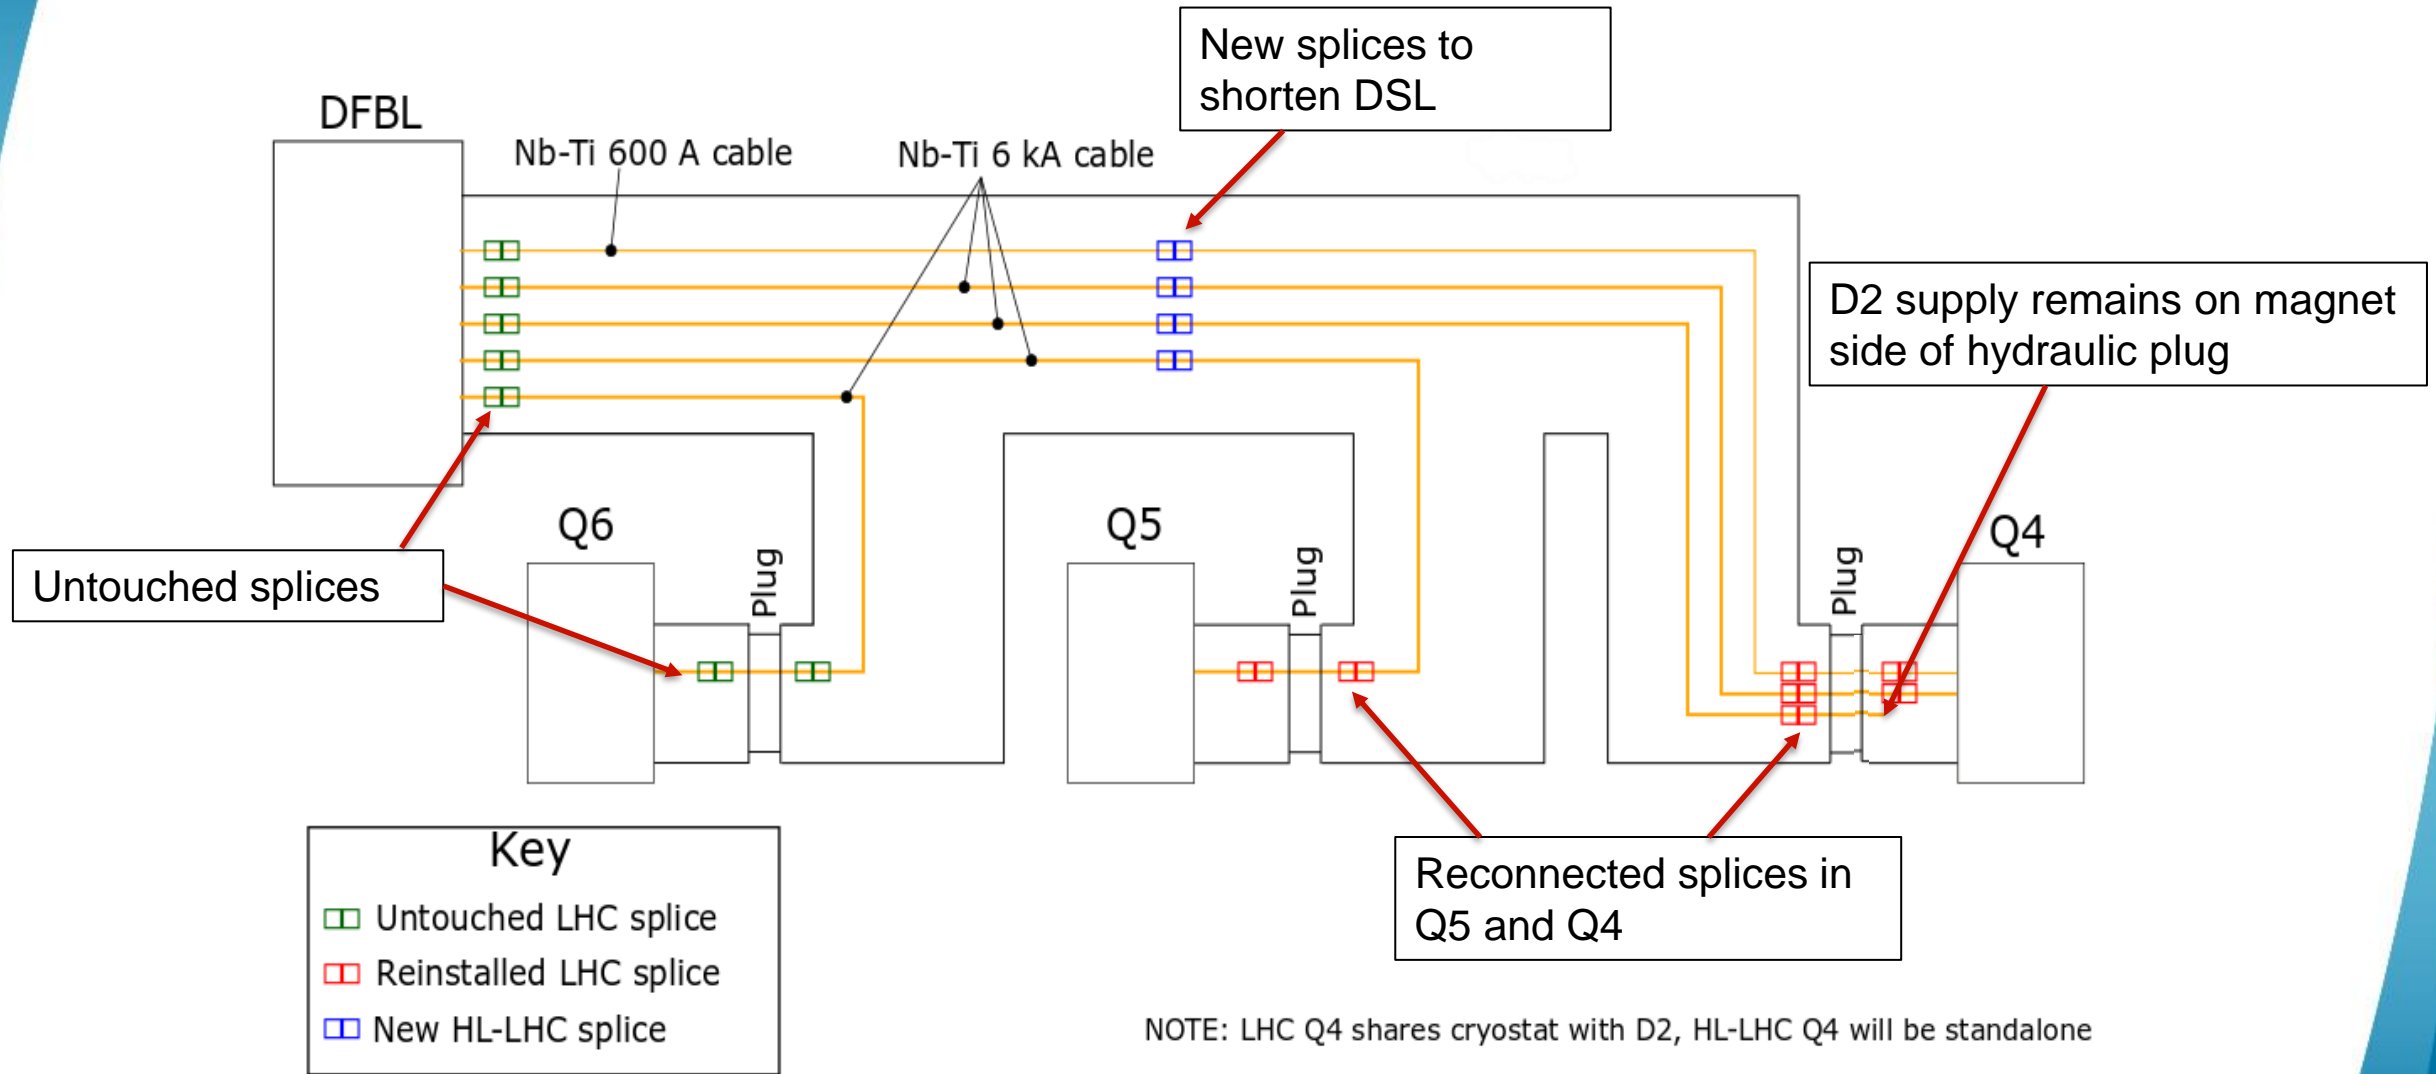 New splices to
shorten DSL
DFBL
Nb-Ti 600 A cable
Nb-Ti 6 kA cable
D2 supply remains on magnet
side of hydraulic plug
Untouched splices
Q6
Plug
Q5
Plug
Q4
Plug
Reconnected splices in
Q5 and Q4
Key
Untouched LHC splice
Reinstalled LHC splice
New HL-LHC splice
NOTE: LHC Q4 shares cryostat with D2, HL-LHC Q4 will be standalone